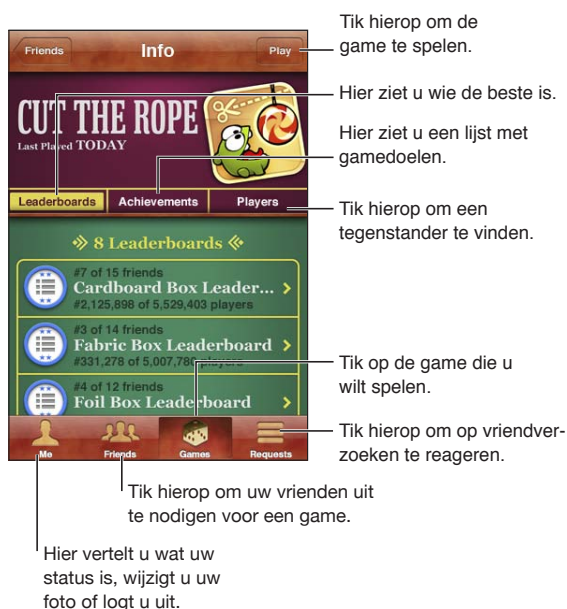 Tik hierop om de
game te spelen.
Friends
Info
Play
Hier ziet u wie de beste is.
CUT THE ROPE
Last Played TODAY
Hier ziet u een lijst met
gamedoelen.
Leaderboards
Achievements
Players
Tik hierop om een
tegenstander te vinden.
8 Leaderboards
#7 of 15 friends
Cardboard Box Leader...
#2,125,898 of 5,529,403 players
#3 of 14 friends
Fabric Box Leaderboard
#331,278 of 5,007,780 players
#4 of 12 friends
Foil Box Leaderboard
Tik op de game die u
wilt spelen.
Me
Friends
Games
Requests
Tik hierop om op vriendver-
zoeken te reageren.
Tik hierop om uw vrienden uit
te nodigen voor een game.
Hier vertelt u wat uw
status is, wijzigt u uw
foto of logt u uit.